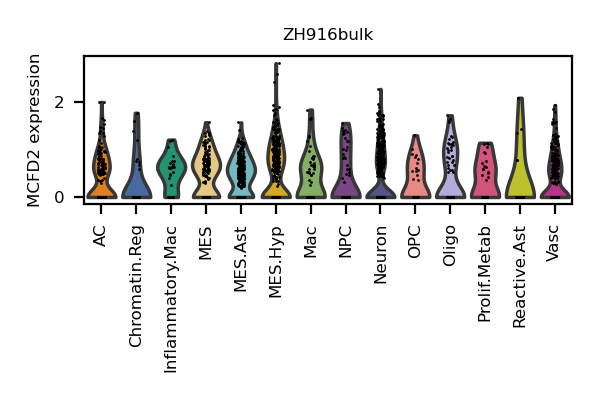 ZH916bulk
MCFD2 expression
2
0
AC
Chromatin.Reg
Inflammatory.Mac
MES
MES.Ast
MES.Hyp
Mac
NPC
Neuron
OPC
Oligo
Prolif.Metab
Reactive.Ast
Vasc